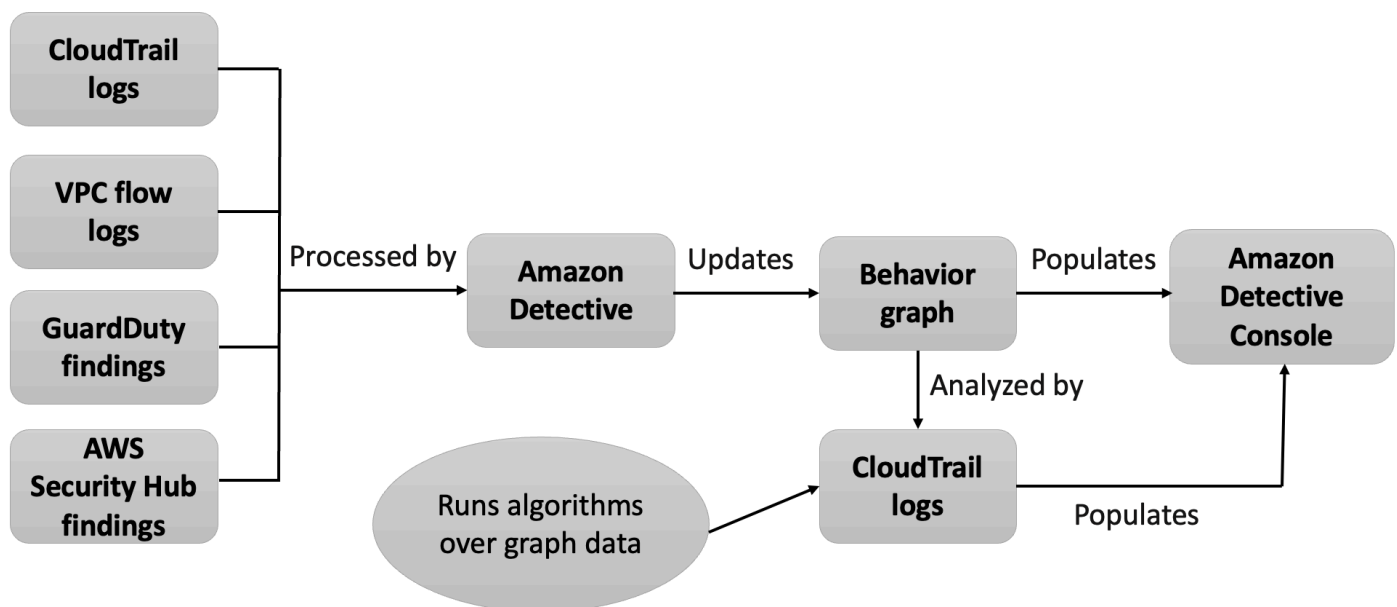 CloudTrail
logs
VPC flow
logs
GuardDuty
findings
AWS
Security Hub
findings
Processed by
Amazon
Detective
Updates
Behavior
graph
Populates
Amazon
Detective
Console
Analyzed by
CloudTrail
logs
Populates
Runs algorithms
over graph data